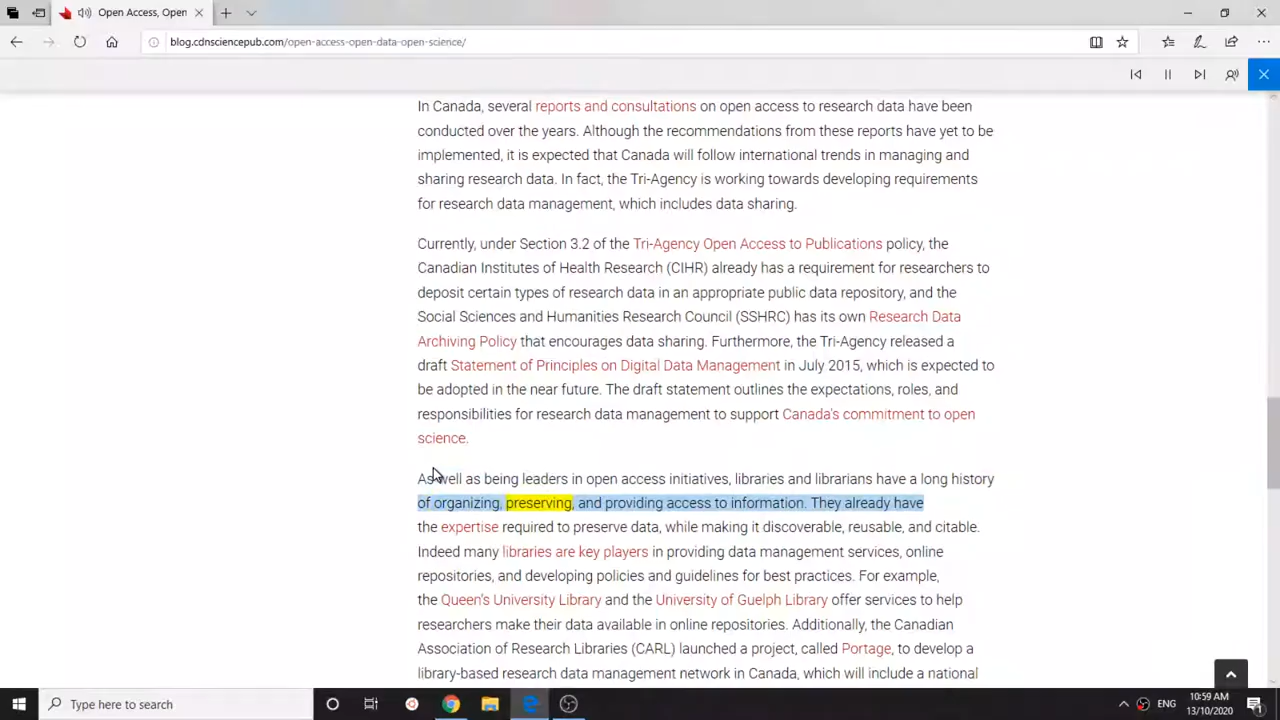 Open Access, Open
blog.cdnsciencepub.com/open-access-open-data-open-science/
In Canada, several reports and consultations on open access to research data have been
conducted over the years. Although the recommendations from these reports have yet to be
implemented, it is expected that Canada will follow international trends in managing and
sharing research data. In fact, the Tri-Agency is working towards developing requirements
for research data management, which includes data sharing.
Currently, under Section 3.2 of the Tri-Agency Open Access to Publications policy, the
Canadian Institutes of Health Research (CIHR) already has a requirement for researchers to
deposit certain types of research data in an appropriate public data repository, and the
Social Sciences and Humanities Research Council (SSHRC) has its own Research Data
Archiving Policy that encourages data sharing. Furthermore, the Tri-Agency released a
draft Statement of Principles on Digital Data Management in July 2015, which is expected to
be adopted in the near future. The draft statement outlines the expectations, roles, and
responsibilities for research data management to support Canada's commitment to open
science.
As well as being leaders in open access initiatives, libraries and librarians have a long history
of organizing, preserving, and providing access to information. They already have
the expertise required to preserve data, while making it discoverable, reusable, and citable.
Indeed many libraries are key players in providing data management services, online
repositories, and developing policies and guidelines for best practices. For example,
the Queen's University Library and the University of Guelph Library offer services to help
researchers make their data available in online repositories. Additionally, the Canadian
Association of Research Libraries (CARL) launched a project, called Portage, to develop a
library-based research data management network in Canada, which will include a national
Type here to search
ENG
10:59 AM
13/10/2020
1